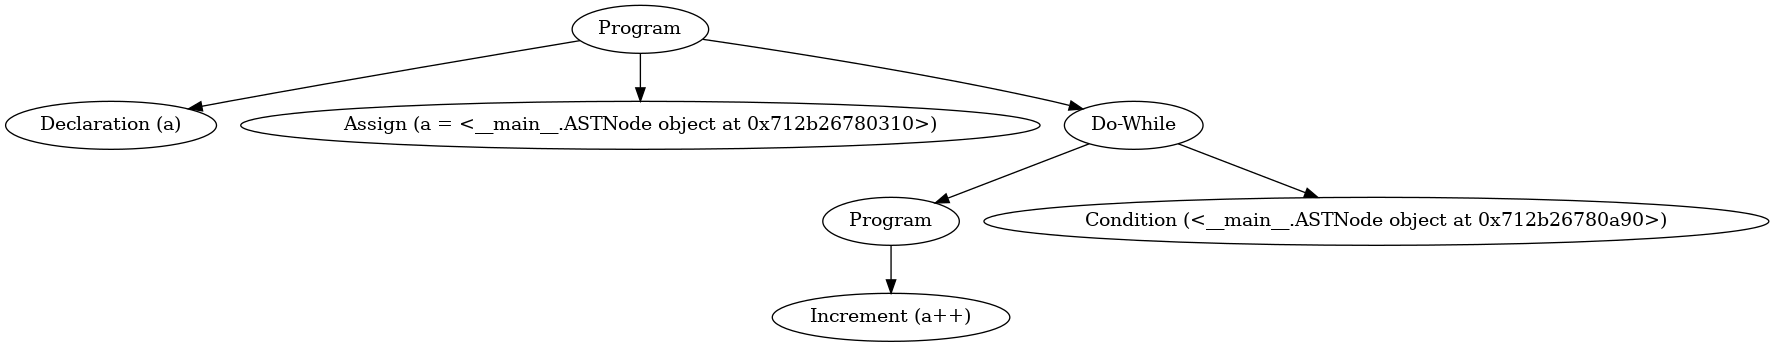 Program
Declaration (a)
Assign (a = <__main__.ASTNode object at 0x712b26780310>)
Do-While
Program
Condition (<__main__.ASTNode object at 0x712b26780a90>)
Increment (a++)